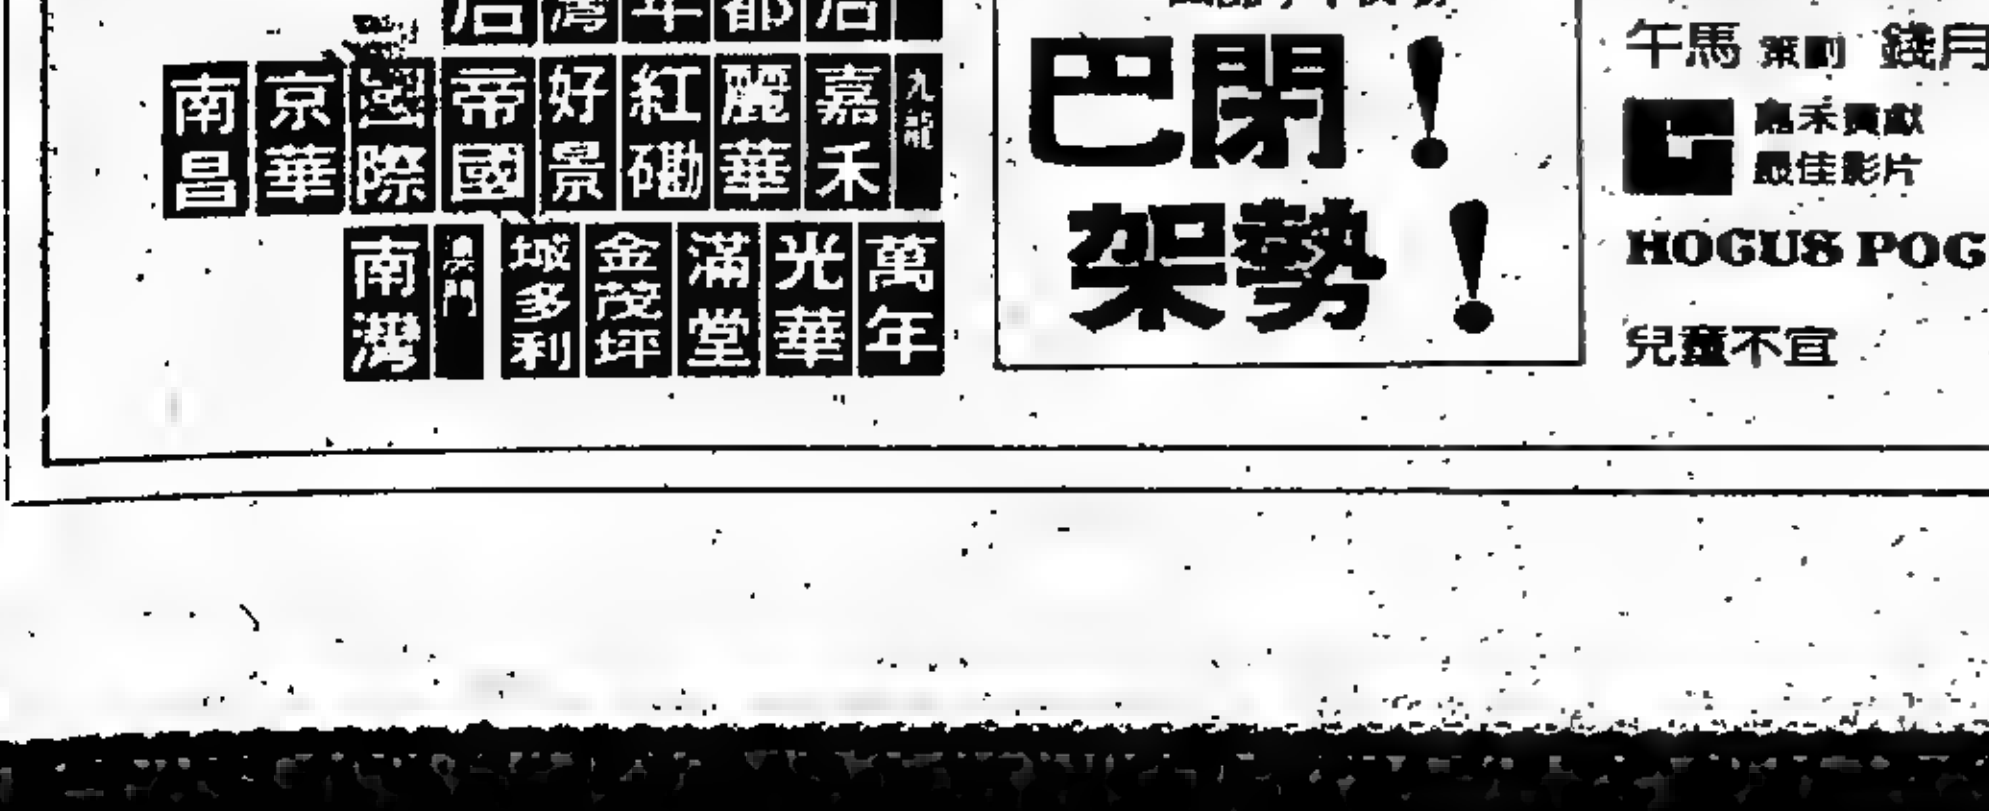 九龍
嘉禾
麗華
紅磡
好景
帝國
國際
京華
南昌
萬年
光華
滿堂
金茂坪
城多利
澳門
南灣
巴閉！
架勢！
午馬 策劃 錢月
嘉禾貢獻
最佳影片
HOGUS POG
兒童不宜